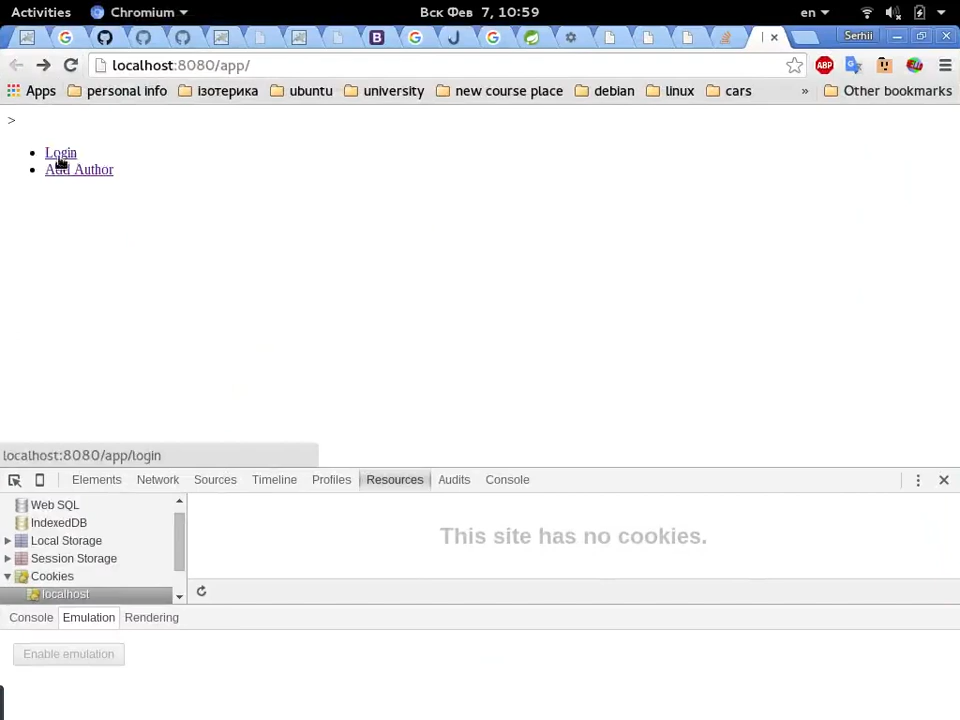 Activities Chromium Вск Фев 7, 10:59 en
Serhii
localhost:8080/app/
Apps personal info ізотерика ubuntu university new course place debian linux cars » Other bookmarks
>
Login
Add Author
localhost:8080/app/login
Elements Network Sources Timeline Profiles Resources Audits Console
Web SQL
IndexedDB
Local Storage
Session Storage
Cookies
localhost
This site has no cookies.
Console Emulation Rendering
Enable emulation